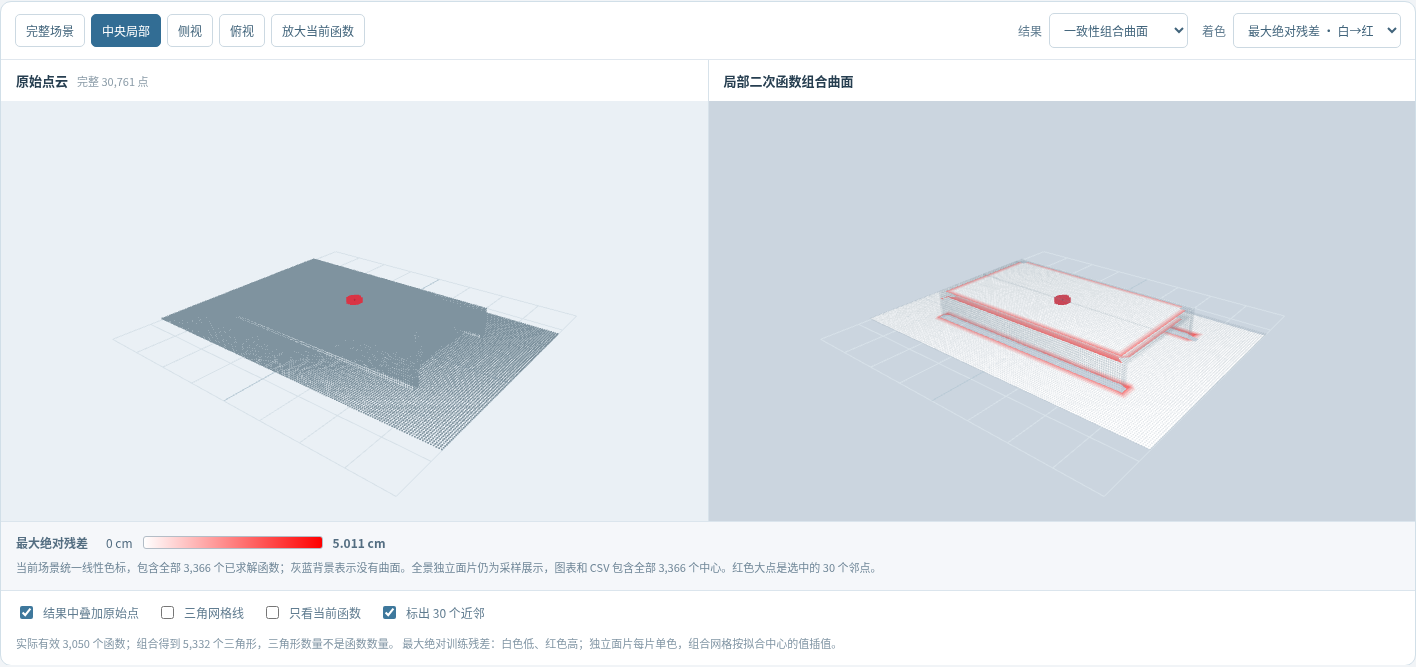 完整场景 中央局部 侧视 俯视 放大当前函数 结果 一致性组合曲面 着色 最大绝对残差 · 白→红
原始点云 完整 30,761 点 局部二次函数组合曲面
最大绝对残差 0 cm 5.011 cm
当前场景统一线性色标，包含全部 3,366 个已求解函数；灰蓝背景表示没有曲面。全景独立面片仍为采样展示，图表和 CSV 包含全部 3,366 个中心。红色大点是选中的 30 个邻点。
结果中叠加原始点 三角网格线 只看当前函数 标出 30 个近邻
实际有效 3,050 个函数；组合得到 5,332 个三角形，三角形数量不是函数数量。 最大绝对训练残差：白色低、红色高；独立面片每片单色，组合网格按拟合中心的值插值。